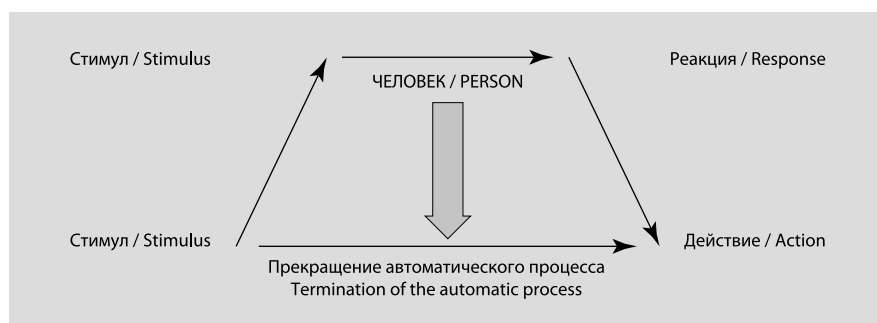 Стимул / Stimulus
Реакция / Response
ЧЕЛОВЕК / PERSON
Стимул / Stimulus
Действие / Action
Прекращение автоматического процесса
Termination of the automatic process